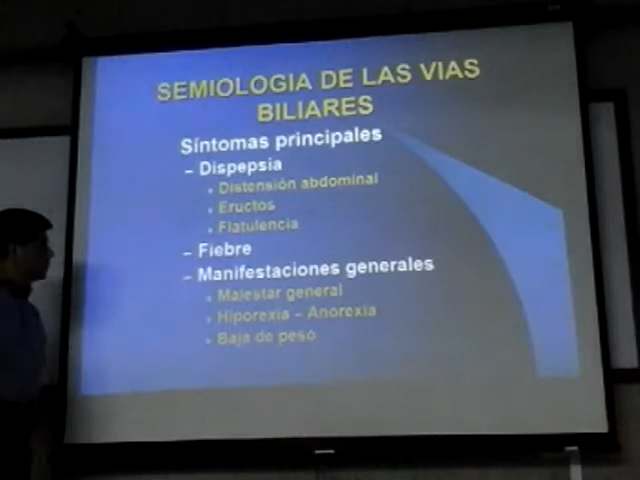 SEMIOLOGIA DE LAS VIAS
BILIARES
Síntomas principales
– Dispepsia
• Distensión abdominal
• Eructos
• Flatulencia
– Fiebre
– Manifestaciones generales
• Malestar general
• Hiporexia – Anorexia
• Baja de peso